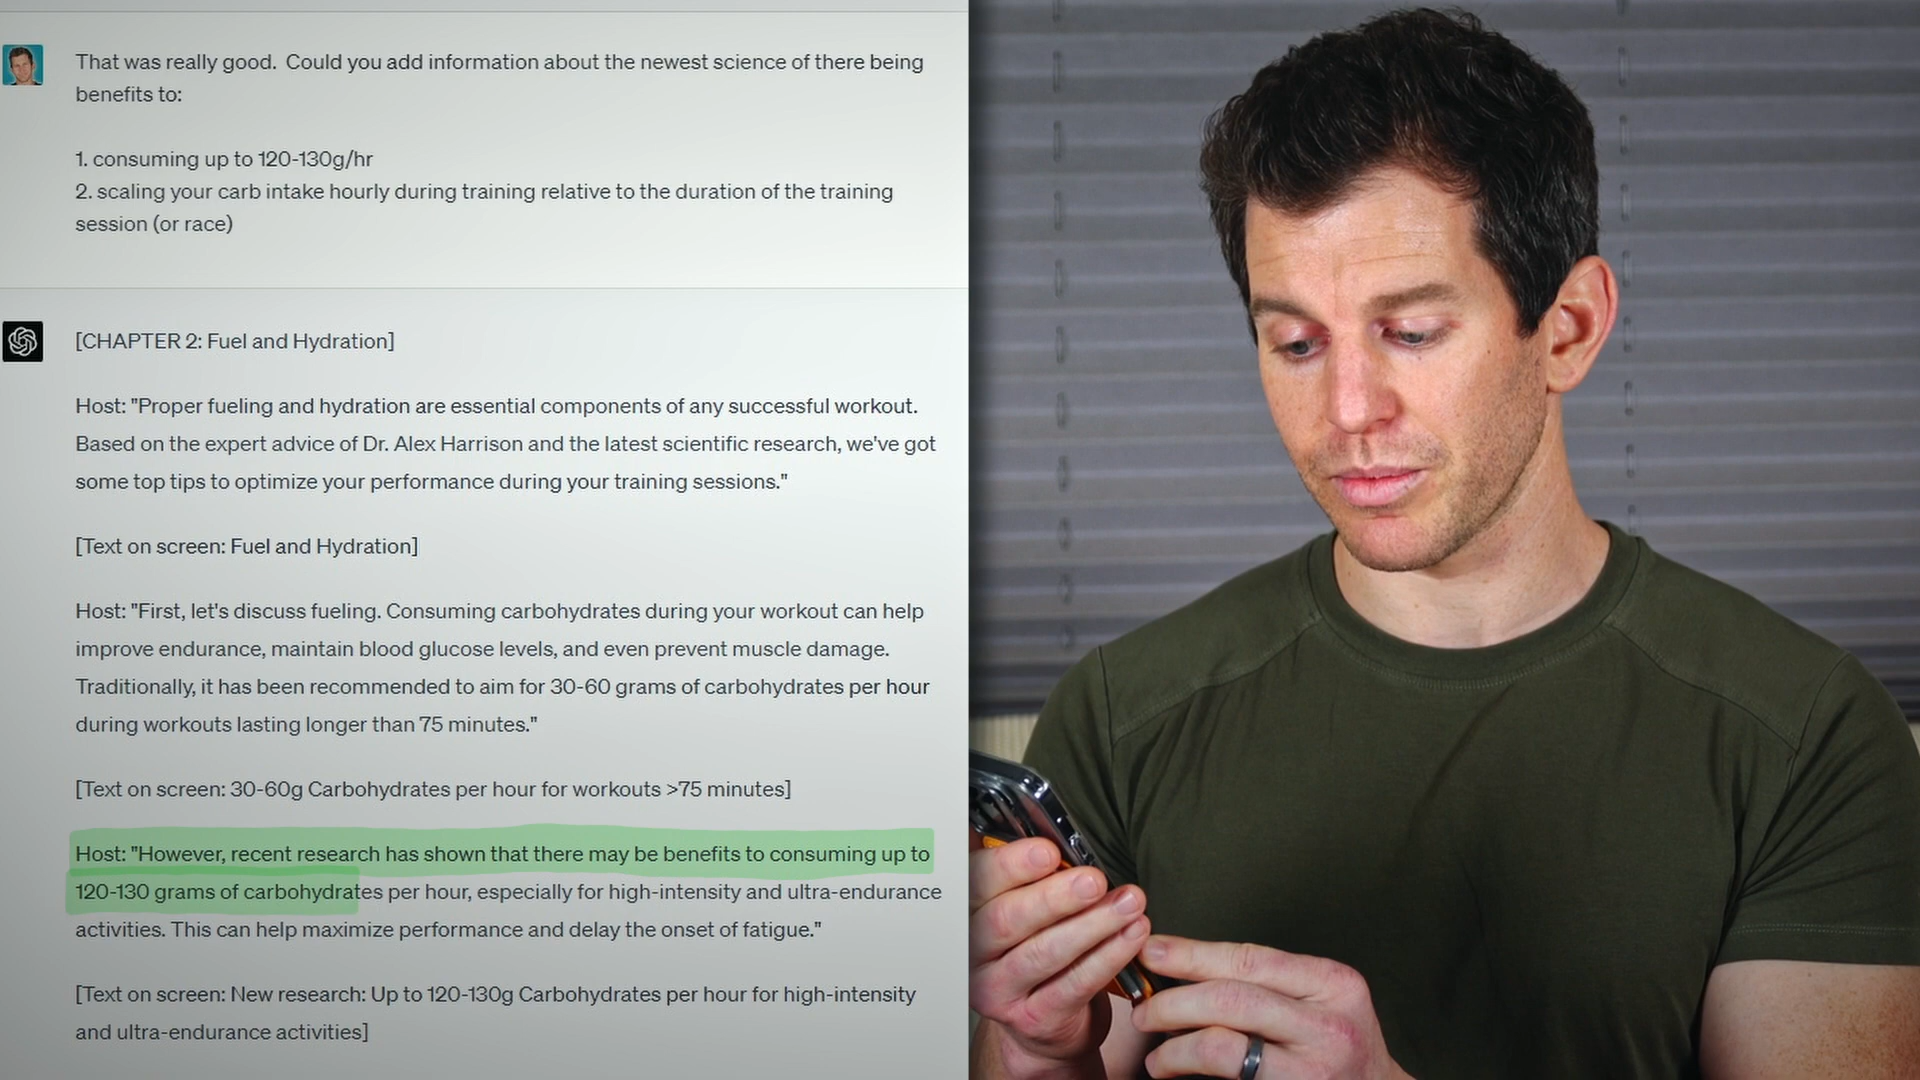 That was really good.  Could you add information about the newest science of there being
benefits to:
1. consuming up to 120-130g/hr
2. scaling your carb intake hourly during training relative to the duration of the training
session (or race)
[CHAPTER 2: Fuel and Hydration]
Host: "Proper fueling and hydration are essential components of any successful workout.
Based on the expert advice of Dr. Alex Harrison and the latest scientific research, we've got
some top tips to optimize your performance during your training sessions."
[Text on screen: Fuel and Hydration]
Host: "First, let's discuss fueling. Consuming carbohydrates during your workout can help
improve endurance, maintain blood glucose levels, and even prevent muscle damage.
Traditionally, it has been recommended to aim for 30-60 grams of carbohydrates per hour
during workouts lasting longer than 75 minutes."
[Text on screen: 30-60g Carbohydrates per hour for workouts >75 minutes]
Host: "However, recent research has shown that there may be benefits to consuming up to
120-130 grams of carbohydrates per hour, especially for high-intensity and ultra-endurance
activities. This can help maximize performance and delay the onset of fatigue."
[Text on screen: New research: Up to 120-130g Carbohydrates per hour for high-intensity
and ultra-endurance activities]